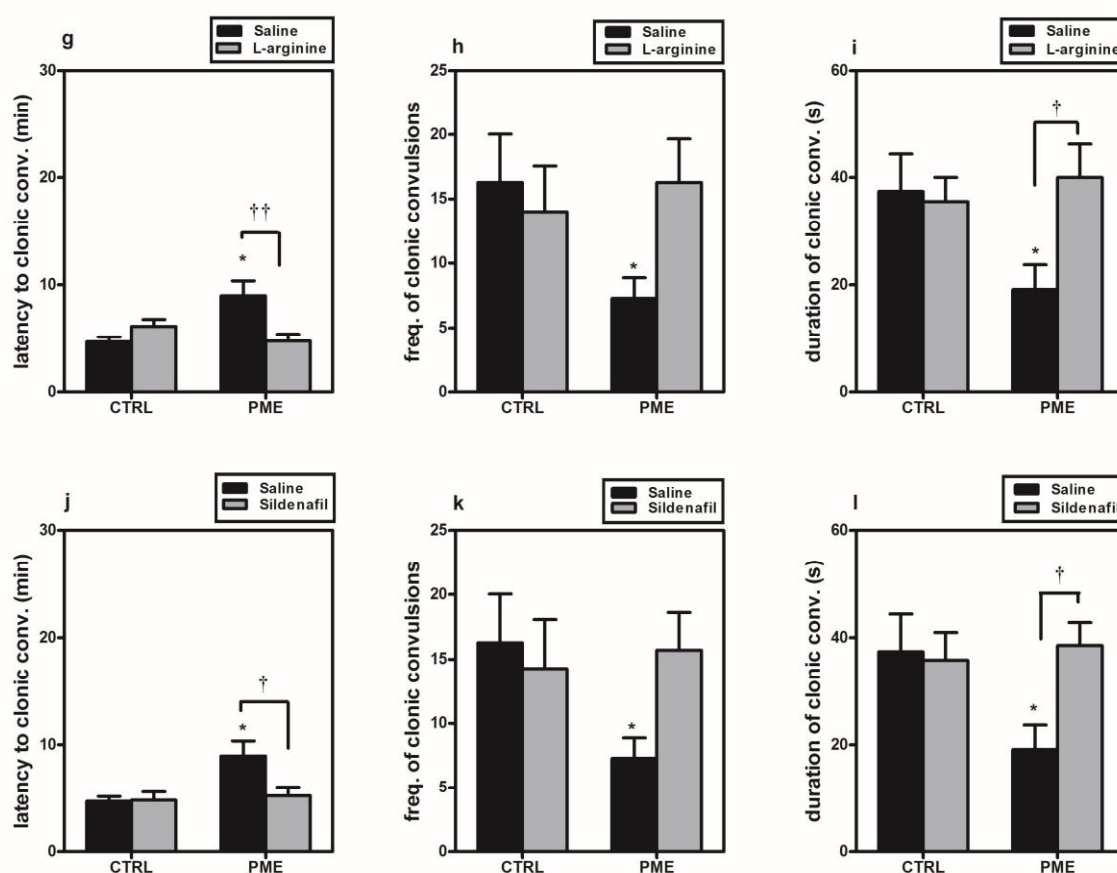 g
Saline
L-arginine
latency to clonic conv. (min)
30
20
10
0
††
*
CTRL
PME
h
Saline
L-arginine
freq. of clonic convulsions
25
20
15
10
5
0
*
CTRL
PME
i
Saline
L-arginine
duration of clonic conv. (s)
60
40
20
0
†
*
CTRL
PME
j
Saline
Sildenafil
latency to clonic conv. (min)
30
20
10
0
†
*
CTRL
PME
k
Saline
Sildenafil
freq. of clonic convulsions
25
20
15
10
5
0
*
CTRL
PME
l
Saline
Sildenafil
duration of clonic conv. (s)
60
40
20
0
†
*
CTRL
PME